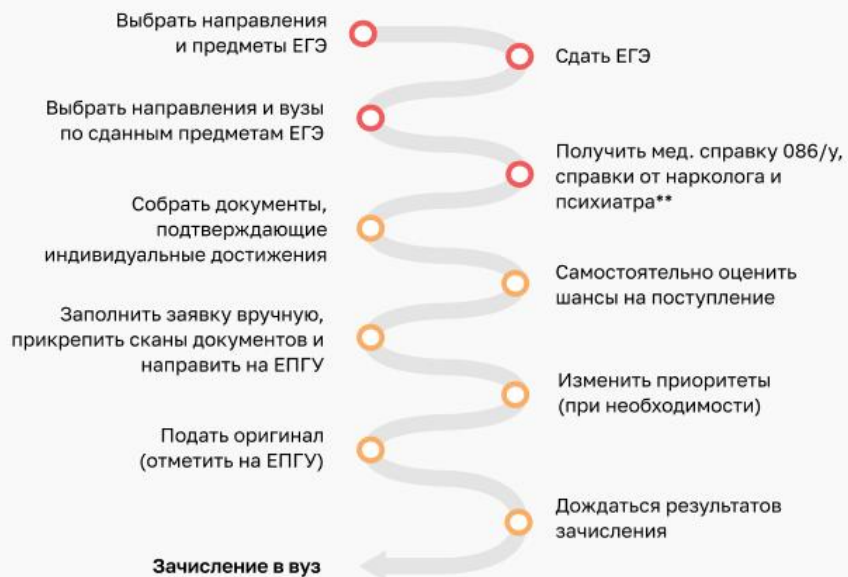 Выбрать направления
и предметы ЕГЭ
Сдать ЕГЭ
Выбрать направления и вузы
по сданным предметам ЕГЭ
Получить мед. справку 086/у,
справки от нарколога и
психиатра**
Собрать документы,
подтверждающие
индивидуальные достижения
Самостоятельно оценить
шансы на поступление
Заполнить заявку вручную,
прикрепить сканы документов и
направить на ЕПГУ
Изменить приоритеты
(при необходимости)
Подать оригинал
(отметить на ЕПГУ)
Дождаться результатов
зачисления
Зачисление в вуз